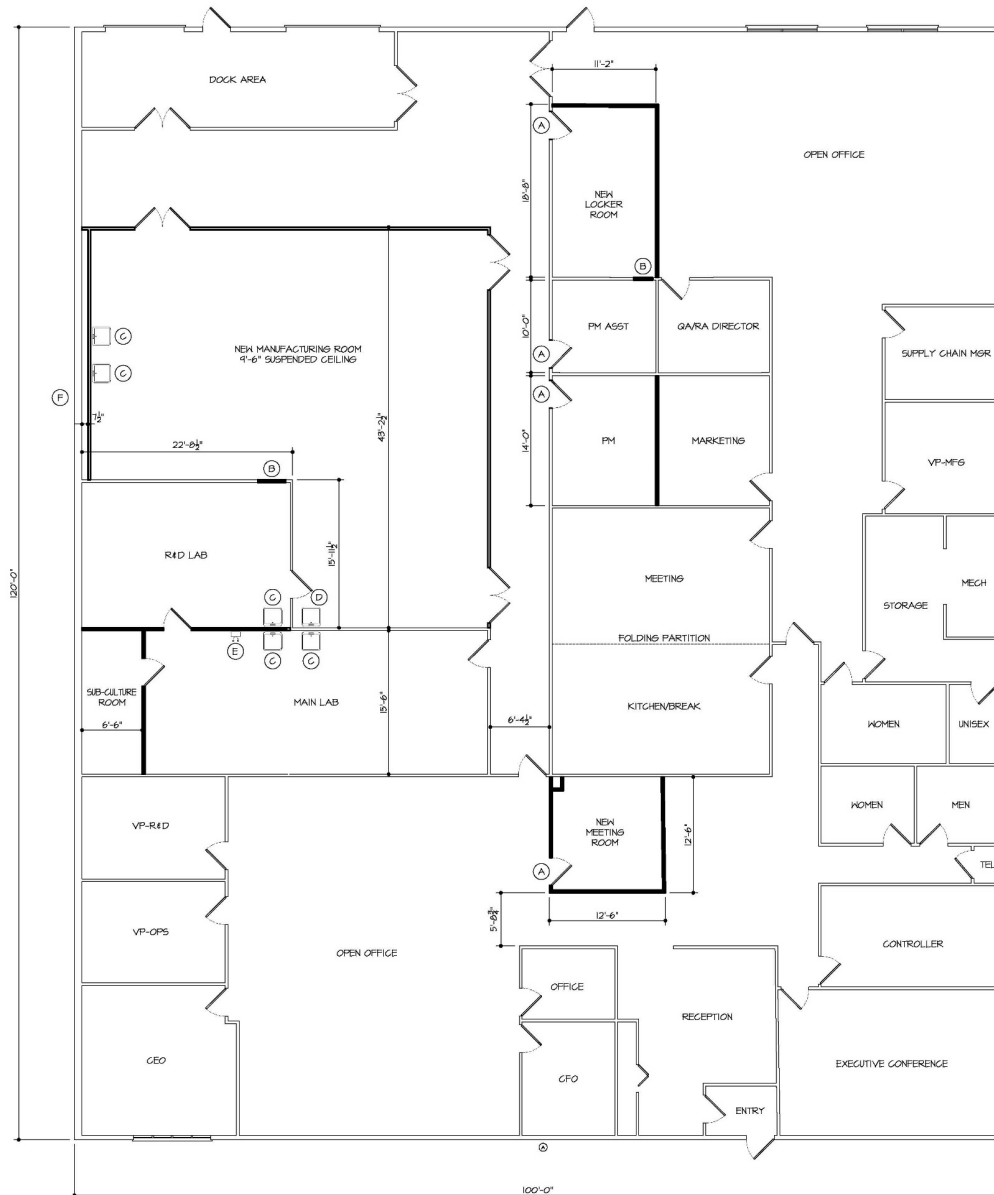 11'-2"
DOCK AREA
A
OPEN OFFICE
18'-8"
NEW
LOCKER
ROOM
B
10'-0"
PM ASST
QA/RA DIRECTOR
A
SUPPLY CHAIN MGR
C
C
NEW MANUFACTURING ROOM
9'-6" SUSPENDED CEILING
A
F
7½"
43'-2½"
14'-0"
PM
MARKETING
VP-MFG
22'-8½"
B
R&D LAB
15'-11½"
120'-0"
MEETING
MECH
STORAGE
C
D
FOLDING PARTITION
E
C
C
SUB-CULTURE
ROOM
6'-6"
MAIN LAB
15'-6"
6'-4½"
KITCHEN/BREAK
WOMEN
UNISEX
VP-R&D
NEW
MEETING
ROOM
12'-6"
WOMEN
MEN
A
TEL
12'-6"
VP-OPS
OPEN OFFICE
CONTROLLER
OFFICE
RECEPTION
CEO
CFO
EXECUTIVE CONFERENCE
ENTRY
A
100'-0"